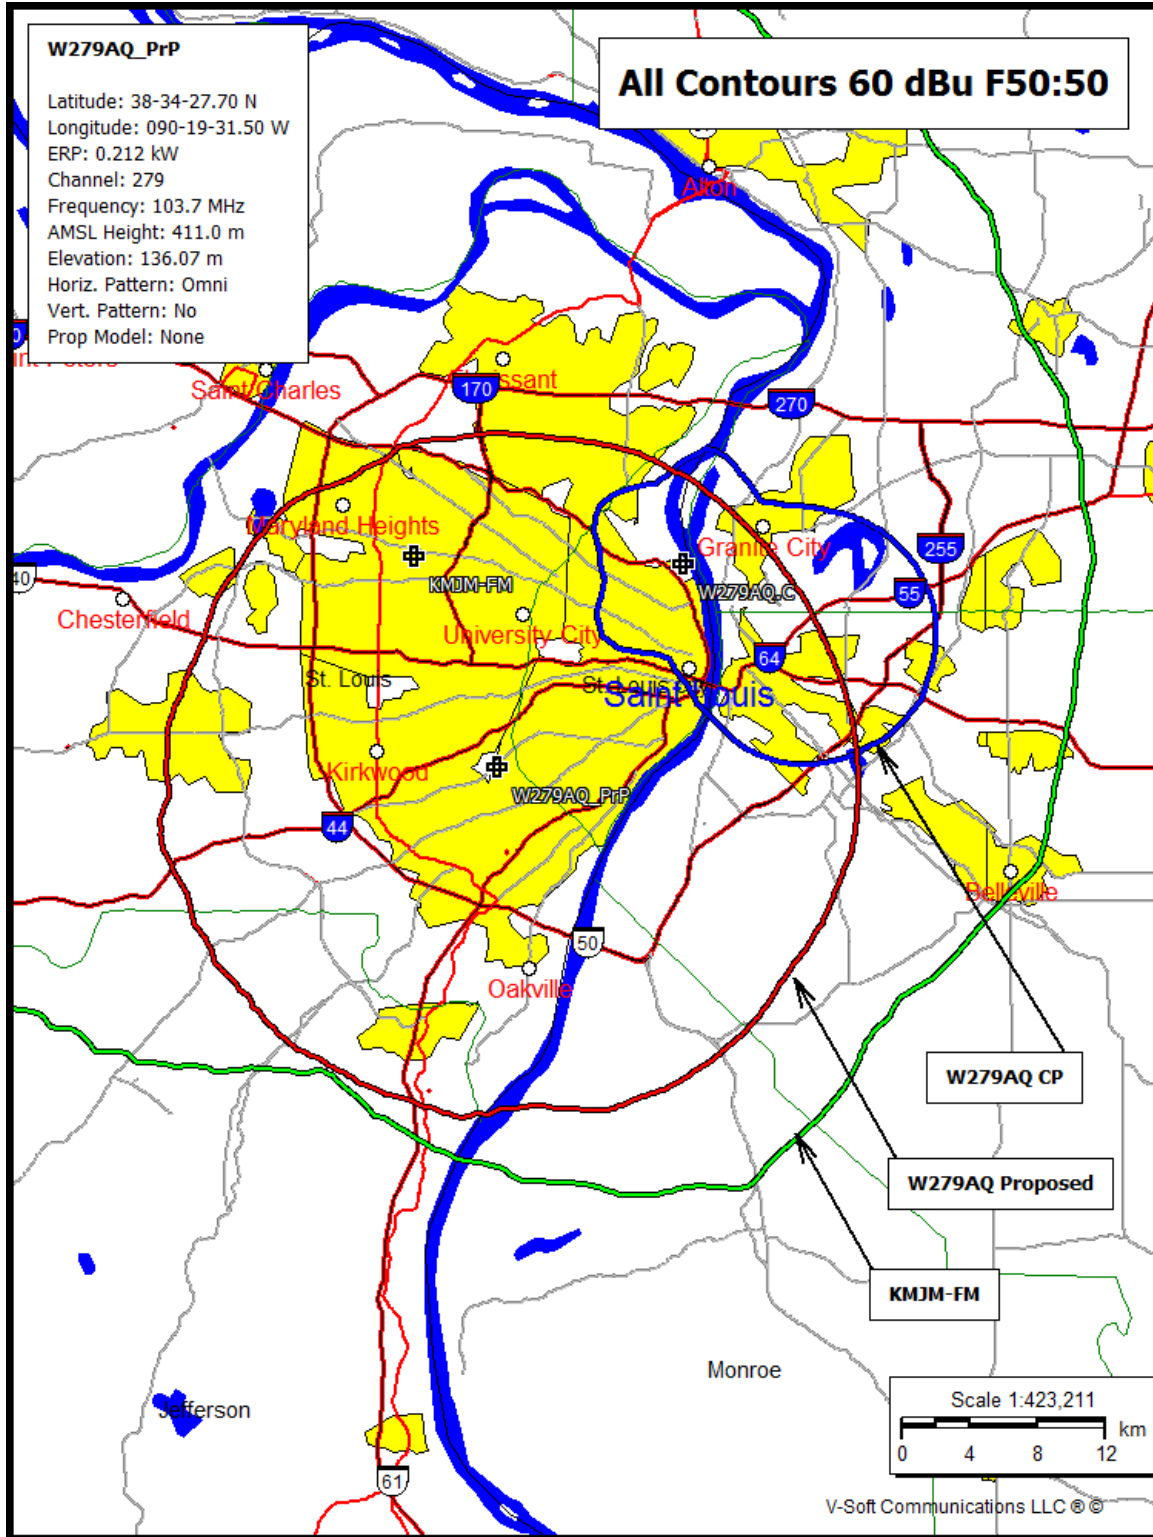 W279AQ_PrP
Latitude: 38-34-27.70 N
Longitude: 090-19-31.50 W
ERP: 0.212 kW
Channel: 279
Frequency: 103.7 MHz
AMSL Height: 411.0 m
Elevation: 136.07 m
Horiz. Pattern: Omni
Vert. Pattern: No
Prop Model: None
All Contours 60 dBu F50:50
Alton
Saint Charles
170
270
Maryland Heights
KMJM-FM
Granite City
W279AQ.C
255
55
40
Chesterfield
University City
64
St. Louis
St. Louis
Saint Louis
Kirkwood
W279AQ_PrP
44
Belleville
50
Oakville
W279AQ CP
W279AQ Proposed
KMJM-FM
Monroe
Jefferson
61
Scale 1:423,211
km
0 4 8 12
V-Soft Communications LLC ® ©